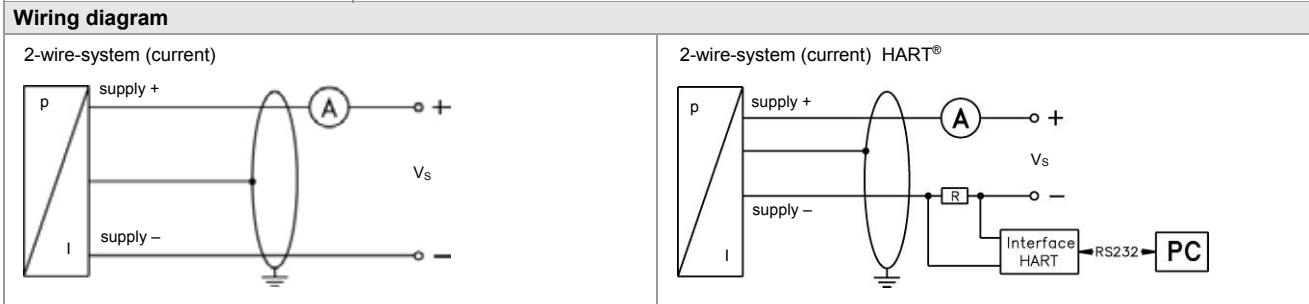 Wiring diagram
2-wire-system (current)
p
supply +
A
+
VS
I
supply –
–
2-wire-system (current) HART®
p
supply +
A
+
VS
R
–
supply –
I
Interface
HART
RS232
PC